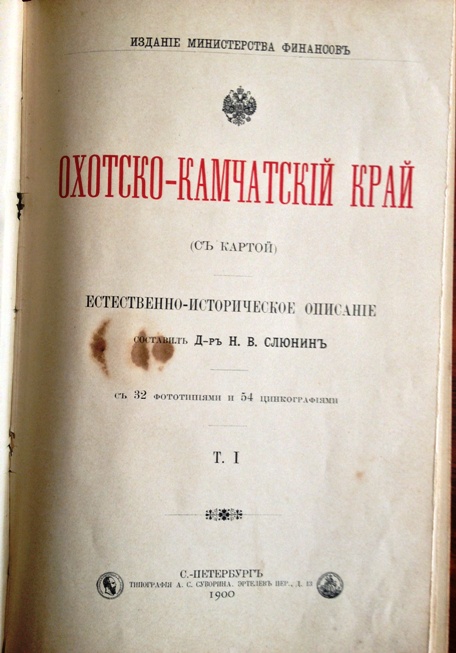 ИЗДАНІЕ МИНИСТЕРСТВА ФИНАНСОВЪ
ОХОТСКО-КАМЧАТСКІЙ КРАЙ
(СЪ КАРТОЙ)
ЕСТЕСТВЕННО-ИСТОРИЧЕСКОЕ ОПИСАНІЕ
СОСТАВИЛЪ Д-РЪ Н. В. СЛЮНИНЪ
СЪ 32 ФОТОТИПІЯМИ И 54 ЦИНКОГРАФІЯМИ
Т. I
С.-ПЕТЕРБУРГЪ
ТИПОГРАФІЯ А. С. СУВОРИНА. ЭРТЕЛЕВЪ ПЕР., Д. 13
1900